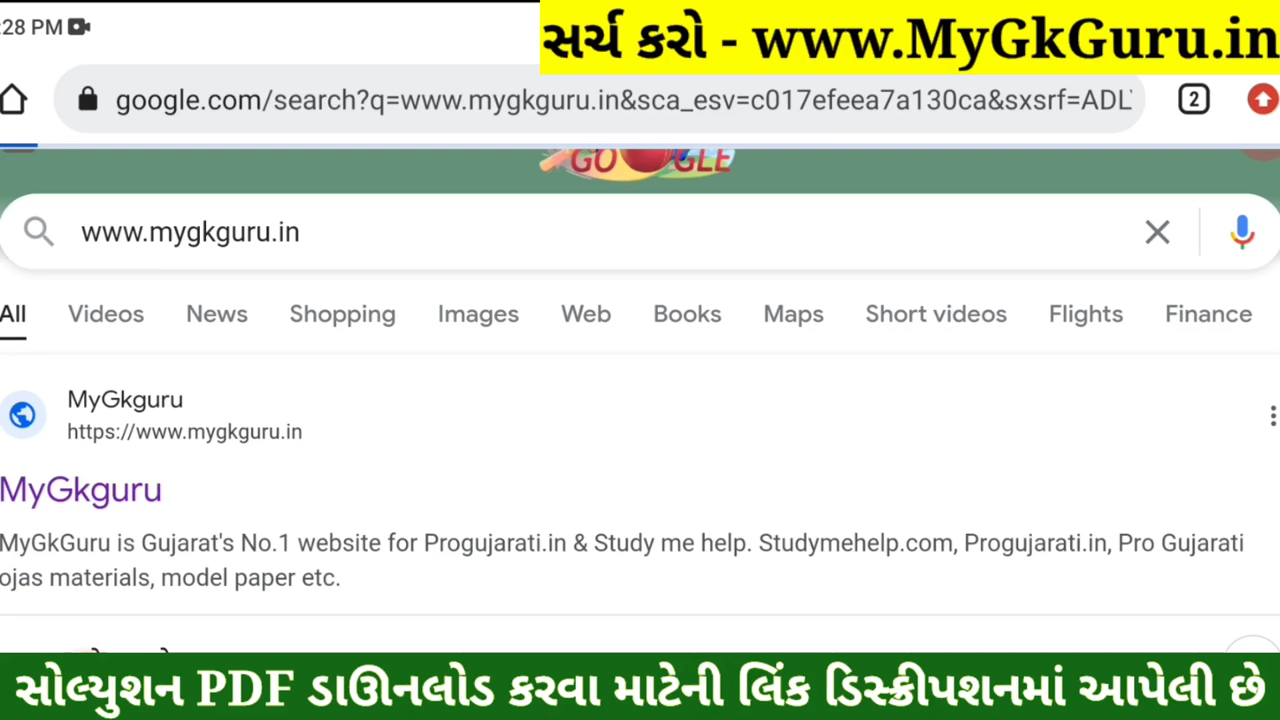 :28 PM
સર્ચ કરો - www.MyGkGuru.in
google.com/search?q=www.mygkguru.in&sca_esv=c017efeea7a130ca&sxsrf=ADL
2
GO GLE
www.mygkguru.in
All Videos News Shopping Images Web Books Maps Short videos Flights Finance
MyGkguru
https://www.mygkguru.in
MyGkguru
MyGkGuru is Gujarat's No.1 website for Progujarati.in & Study me help. Studymehelp.com, Progujarati.in, Pro Gujarati
ojas materials, model paper etc.
સોલ્યુશન PDF ડાઊનલોડ કરવા માટેની લિંક ડિસ્ક્રીપશનમાં આપેલી છે